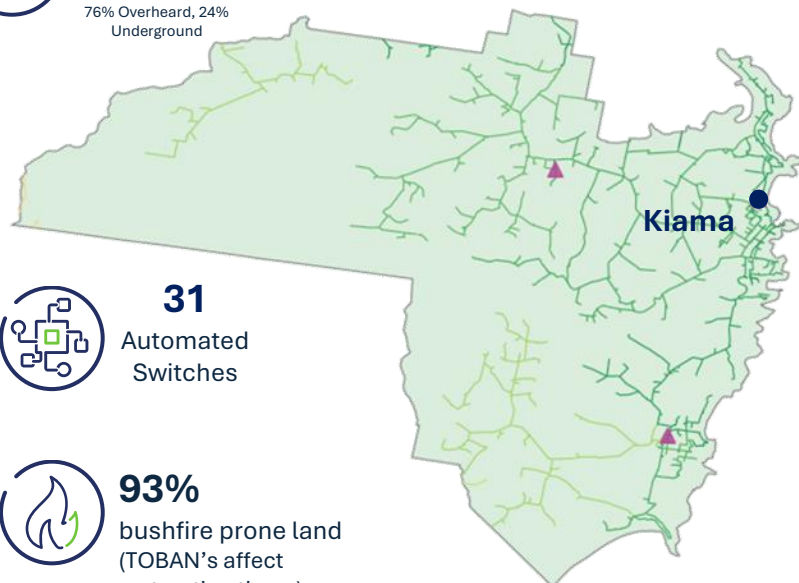 76% Overheard, 24%
Underground
Kiama
31
Automated
Switches
93%
bushfire prone land
(TOBAN's affect